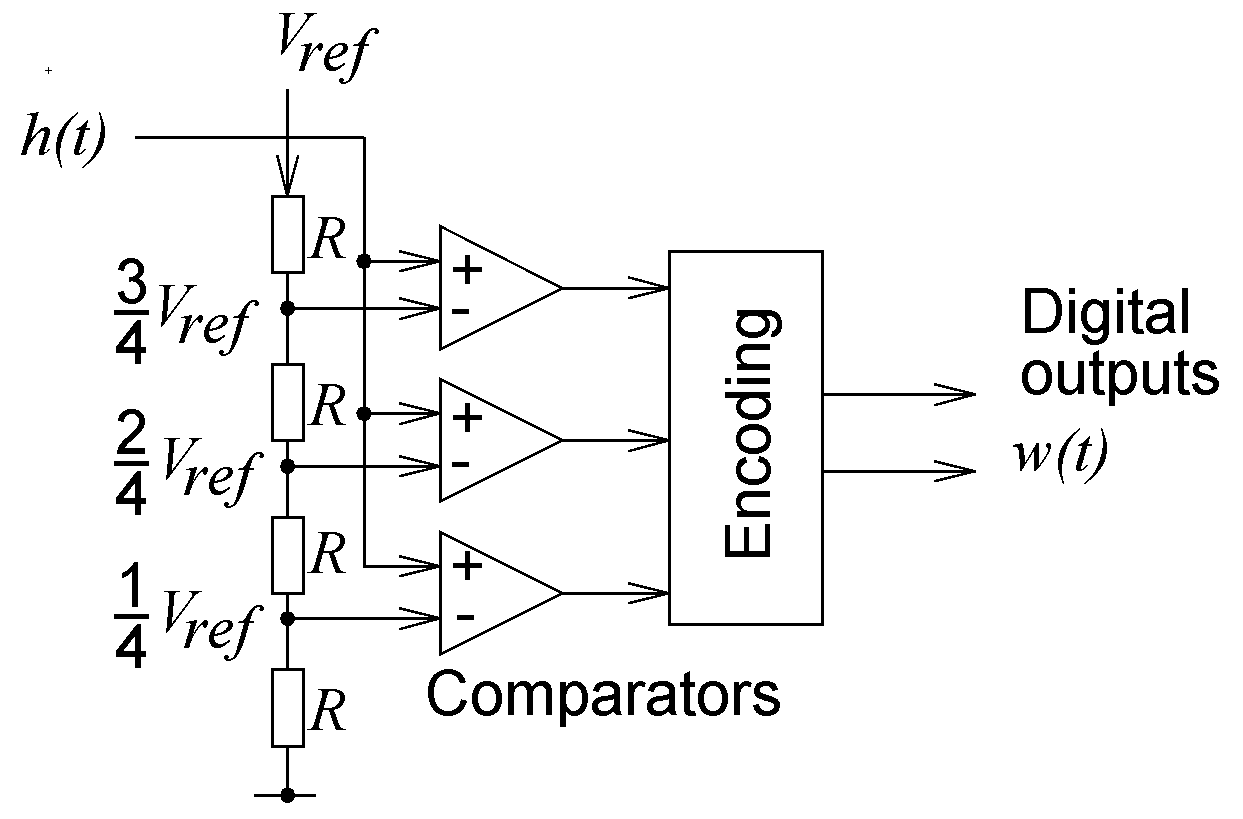 V_ref
+
h(t)
R
+
-
3/4 V_ref
R
+
-
2/4 V_ref
R
+
-
1/4 V_ref
R
Comparators
Encoding
Digital
outputs
w(t)